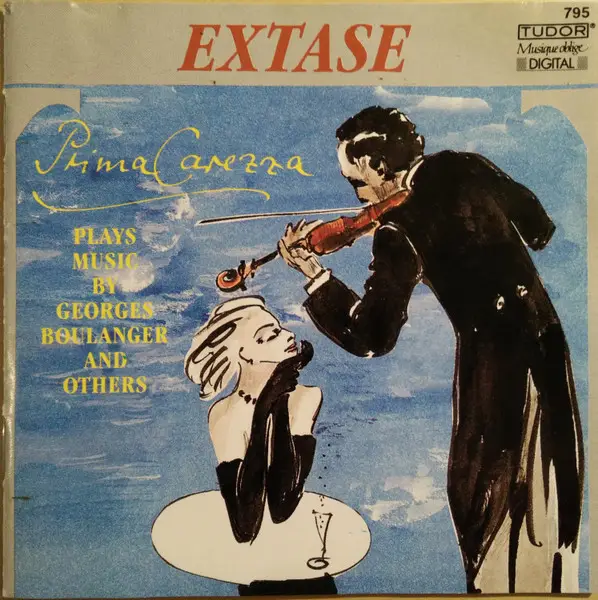 EXTASE
795
TUDOR
Musique oblige
DIGITAL
Prima Carezza
PLAYS
MUSIC
BY
GEORGES
BOULANGER
AND
OTHERS